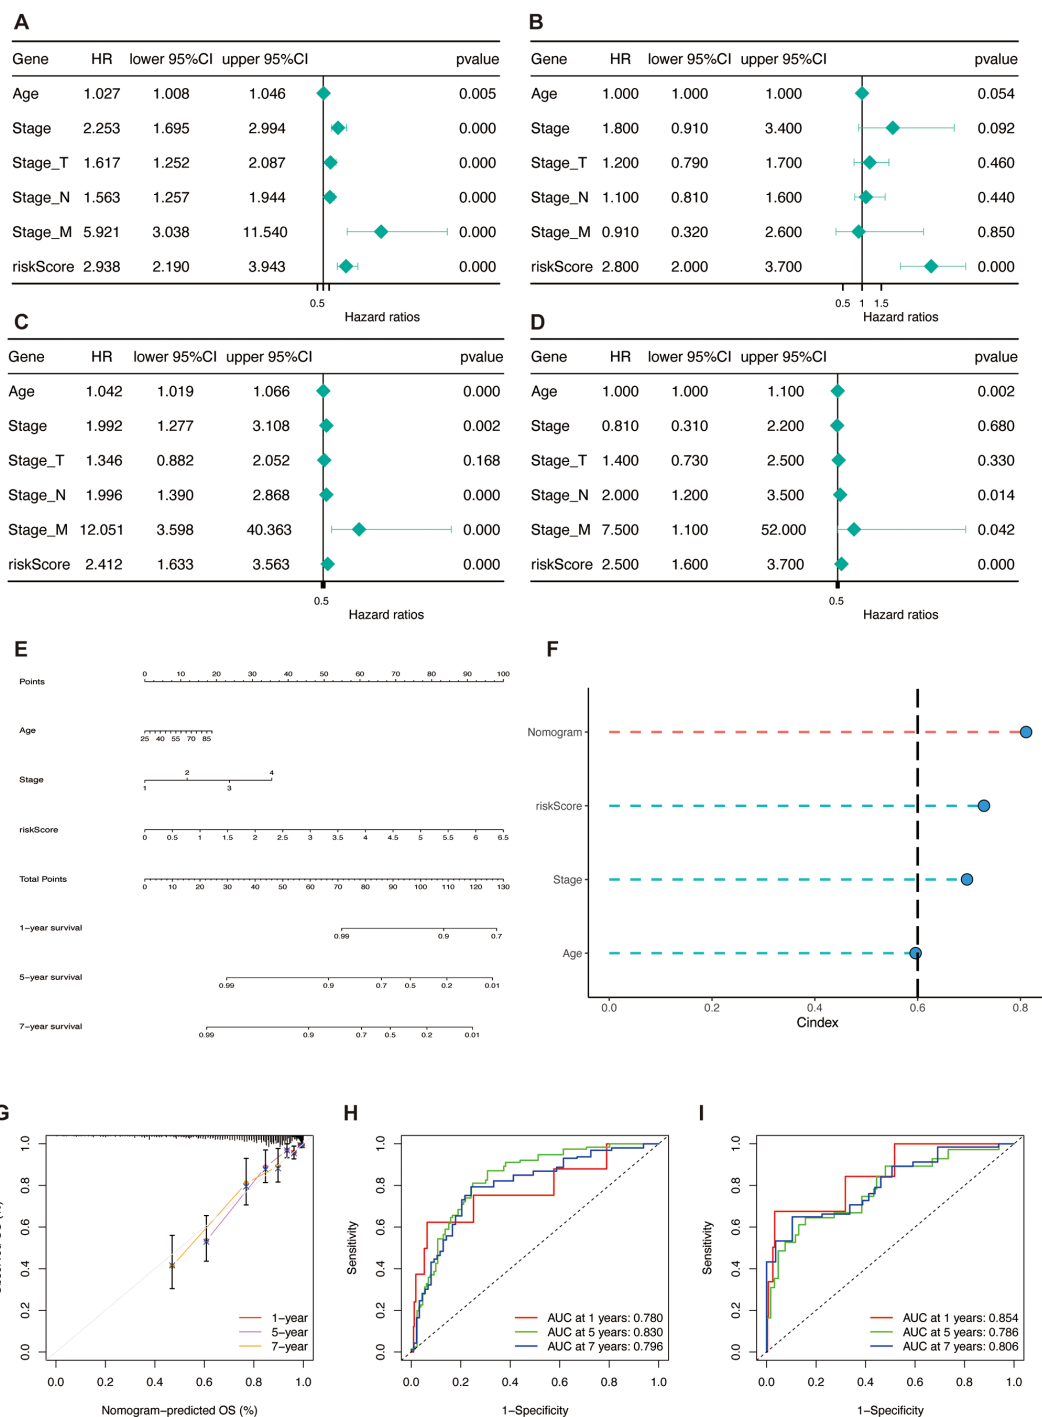 A
Gene HR lower 95%CI upper 95%CI pvalue
Age 1.027 1.008 1.046 0.005
Stage 2.253 1.695 2.994 0.000
Stage_T 1.617 1.252 2.087 0.000
Stage_N 1.563 1.257 1.944 0.000
Stage_M 5.921 3.038 11.540 0.000
riskScore 2.938 2.190 3.943 0.000
0.5
Hazard ratios
B
Gene HR lower 95%CI upper 95%CI pvalue
Age 1.000 1.000 1.000 0.054
Stage 1.800 0.910 3.400 0.092
Stage_T 1.200 0.790 1.700 0.460
Stage_N 1.100 0.810 1.600 0.440
Stage_M 0.910 0.320 2.600 0.850
riskScore 2.800 2.000 3.700 0.000
0.5 1 1.5
Hazard ratios
C
Gene HR lower 95%CI upper 95%CI pvalue
Age 1.042 1.019 1.066 0.000
Stage 1.992 1.277 3.108 0.002
Stage_T 1.346 0.882 2.052 0.168
Stage_N 1.996 1.390 2.868 0.000
Stage_M 12.051 3.598 40.363 0.000
riskScore 2.412 1.633 3.563 0.000
0.5
Hazard ratios
D
Gene HR lower 95%CI upper 95%CI pvalue
Age 1.000 1.000 1.100 0.002
Stage 0.810 0.310 2.200 0.680
Stage_T 1.400 0.730 2.500 0.330
Stage_N 2.000 1.200 3.500 0.014
Stage_M 7.500 1.100 52.000 0.042
riskScore 2.500 1.600 3.700 0.000
0.5
Hazard ratios
E
Points 0 10 20 30 40 50 60 70 80 90 100
Age
25 40 55 70 85
2 4
Stage
1 3
riskScore
0 0.5 1 1.5 2 2.5 3 3.5 4 4.5 5 5.5 6 6.5
Total Points
0 10 20 30 40 50 60 70 80 90 100 110 120 130
1−year survival
0.99 0.9 0.7
5−year survival
0.99 0.9 0.7 0.5 0.2 0.01
7−year survival
0.99 0.9 0.7 0.5 0.2 0.01
F
Nomogram
riskScore
Stage
Age
0.0 0.2 0.4 0.6 0.8
Cindex
G
1.0
0.8
0.6
0.4
0.2
0.0
1−year
5−year
7−year
0.0 0.2 0.4 0.6 0.8 1.0
Nomogram−predicted OS (%)
H
Sensitivity
1.0
0.8
0.6
0.4
0.2
0.0
AUC at 1 years: 0.780
AUC at 5 years: 0.830
AUC at 7 years: 0.796
0.0 0.2 0.4 0.6 0.8 1.0
1−Specificity
I
Sensitivity
1.0
0.8
0.6
0.4
0.2
0.0
AUC at 1 years: 0.854
AUC at 5 years: 0.786
AUC at 7 years: 0.806
0.0 0.2 0.4 0.6 0.8 1.0
1−Specificity